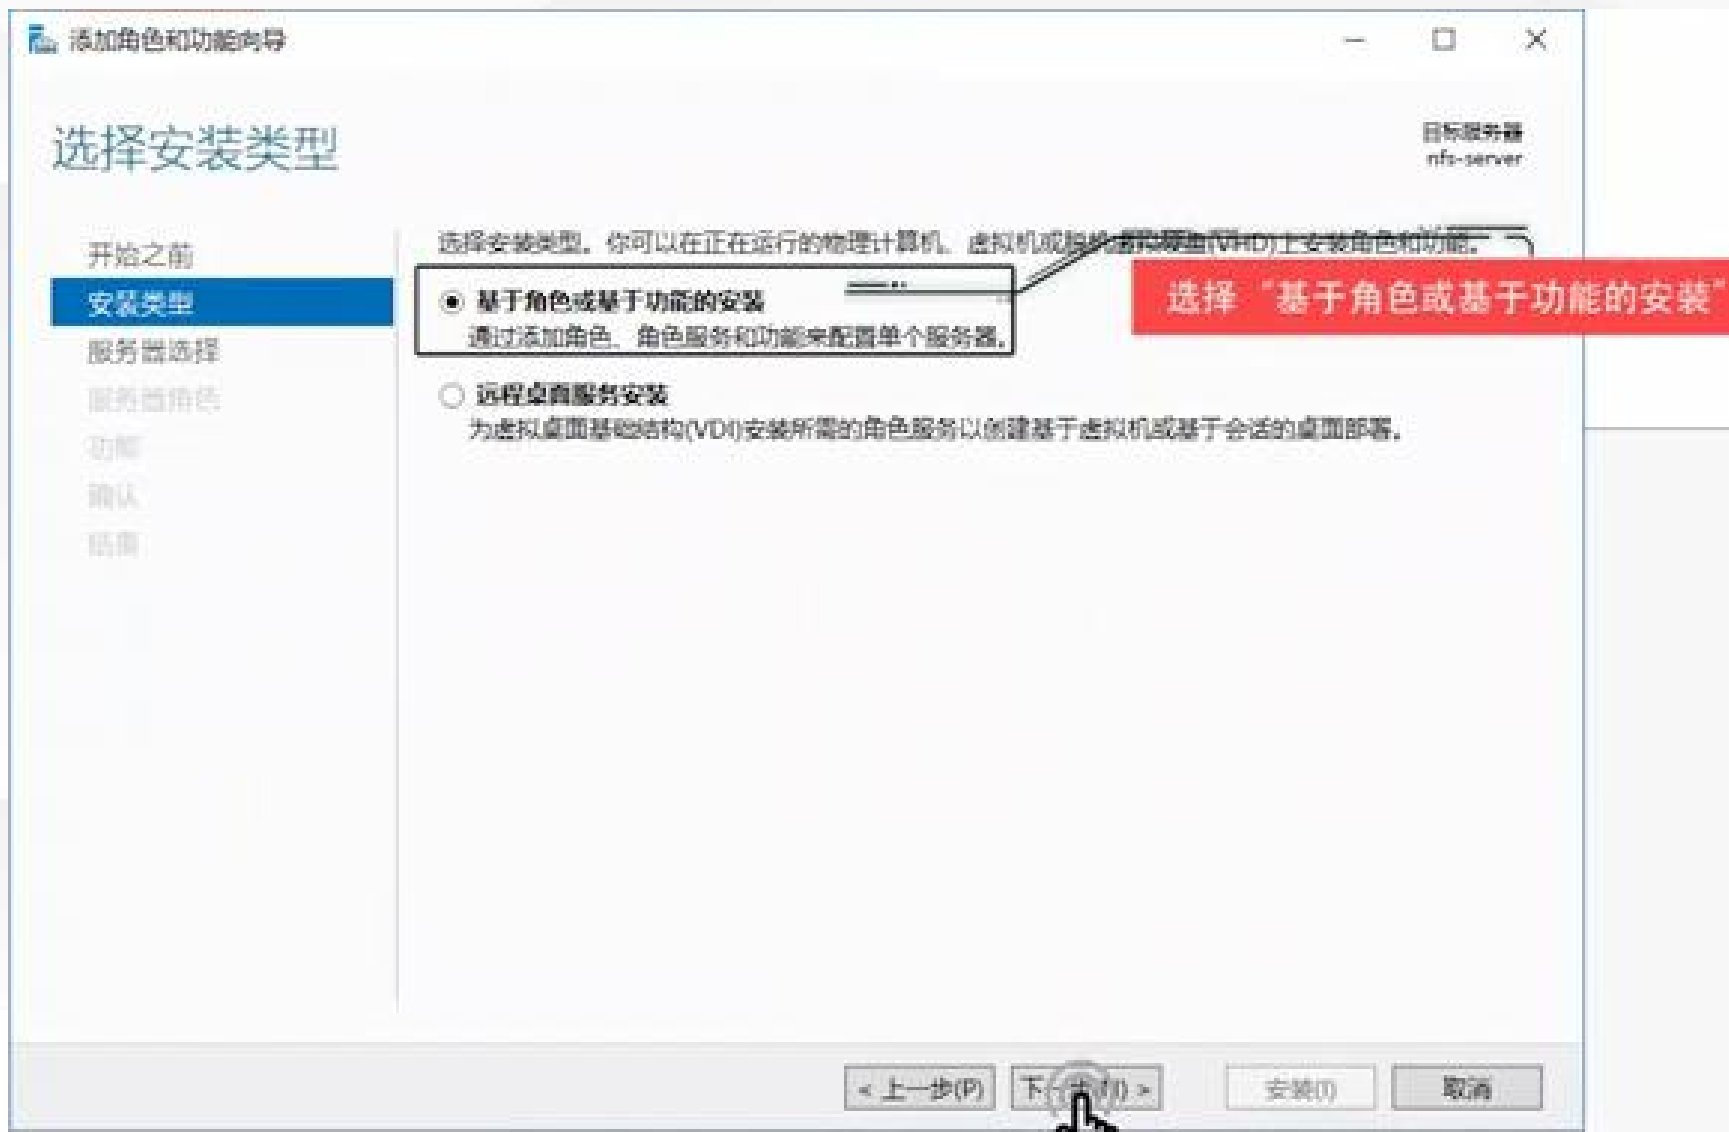 添加角色和功能向导
选择安装类型
目标服务器
nfs-server
开始之前
安装类型
服务器选择
服务器角色
功能
确认
结果
选择安装类型。你可以在正在运行的物理计算机、虚拟机或脱机虚拟硬盘(VHD)上安装角色和功能。
基于角色或基于功能的安装
通过添加角色、角色服务和功能来配置单个服务器。
选择“基于角色或基于功能的安装”
远程桌面服务安装
为虚拟桌面基础结构(VDI)安装所需的角色服务以创建基于虚拟机或基于会话的桌面部署。
< 上一步(P)
下一步(N) >
安装(I)
取消